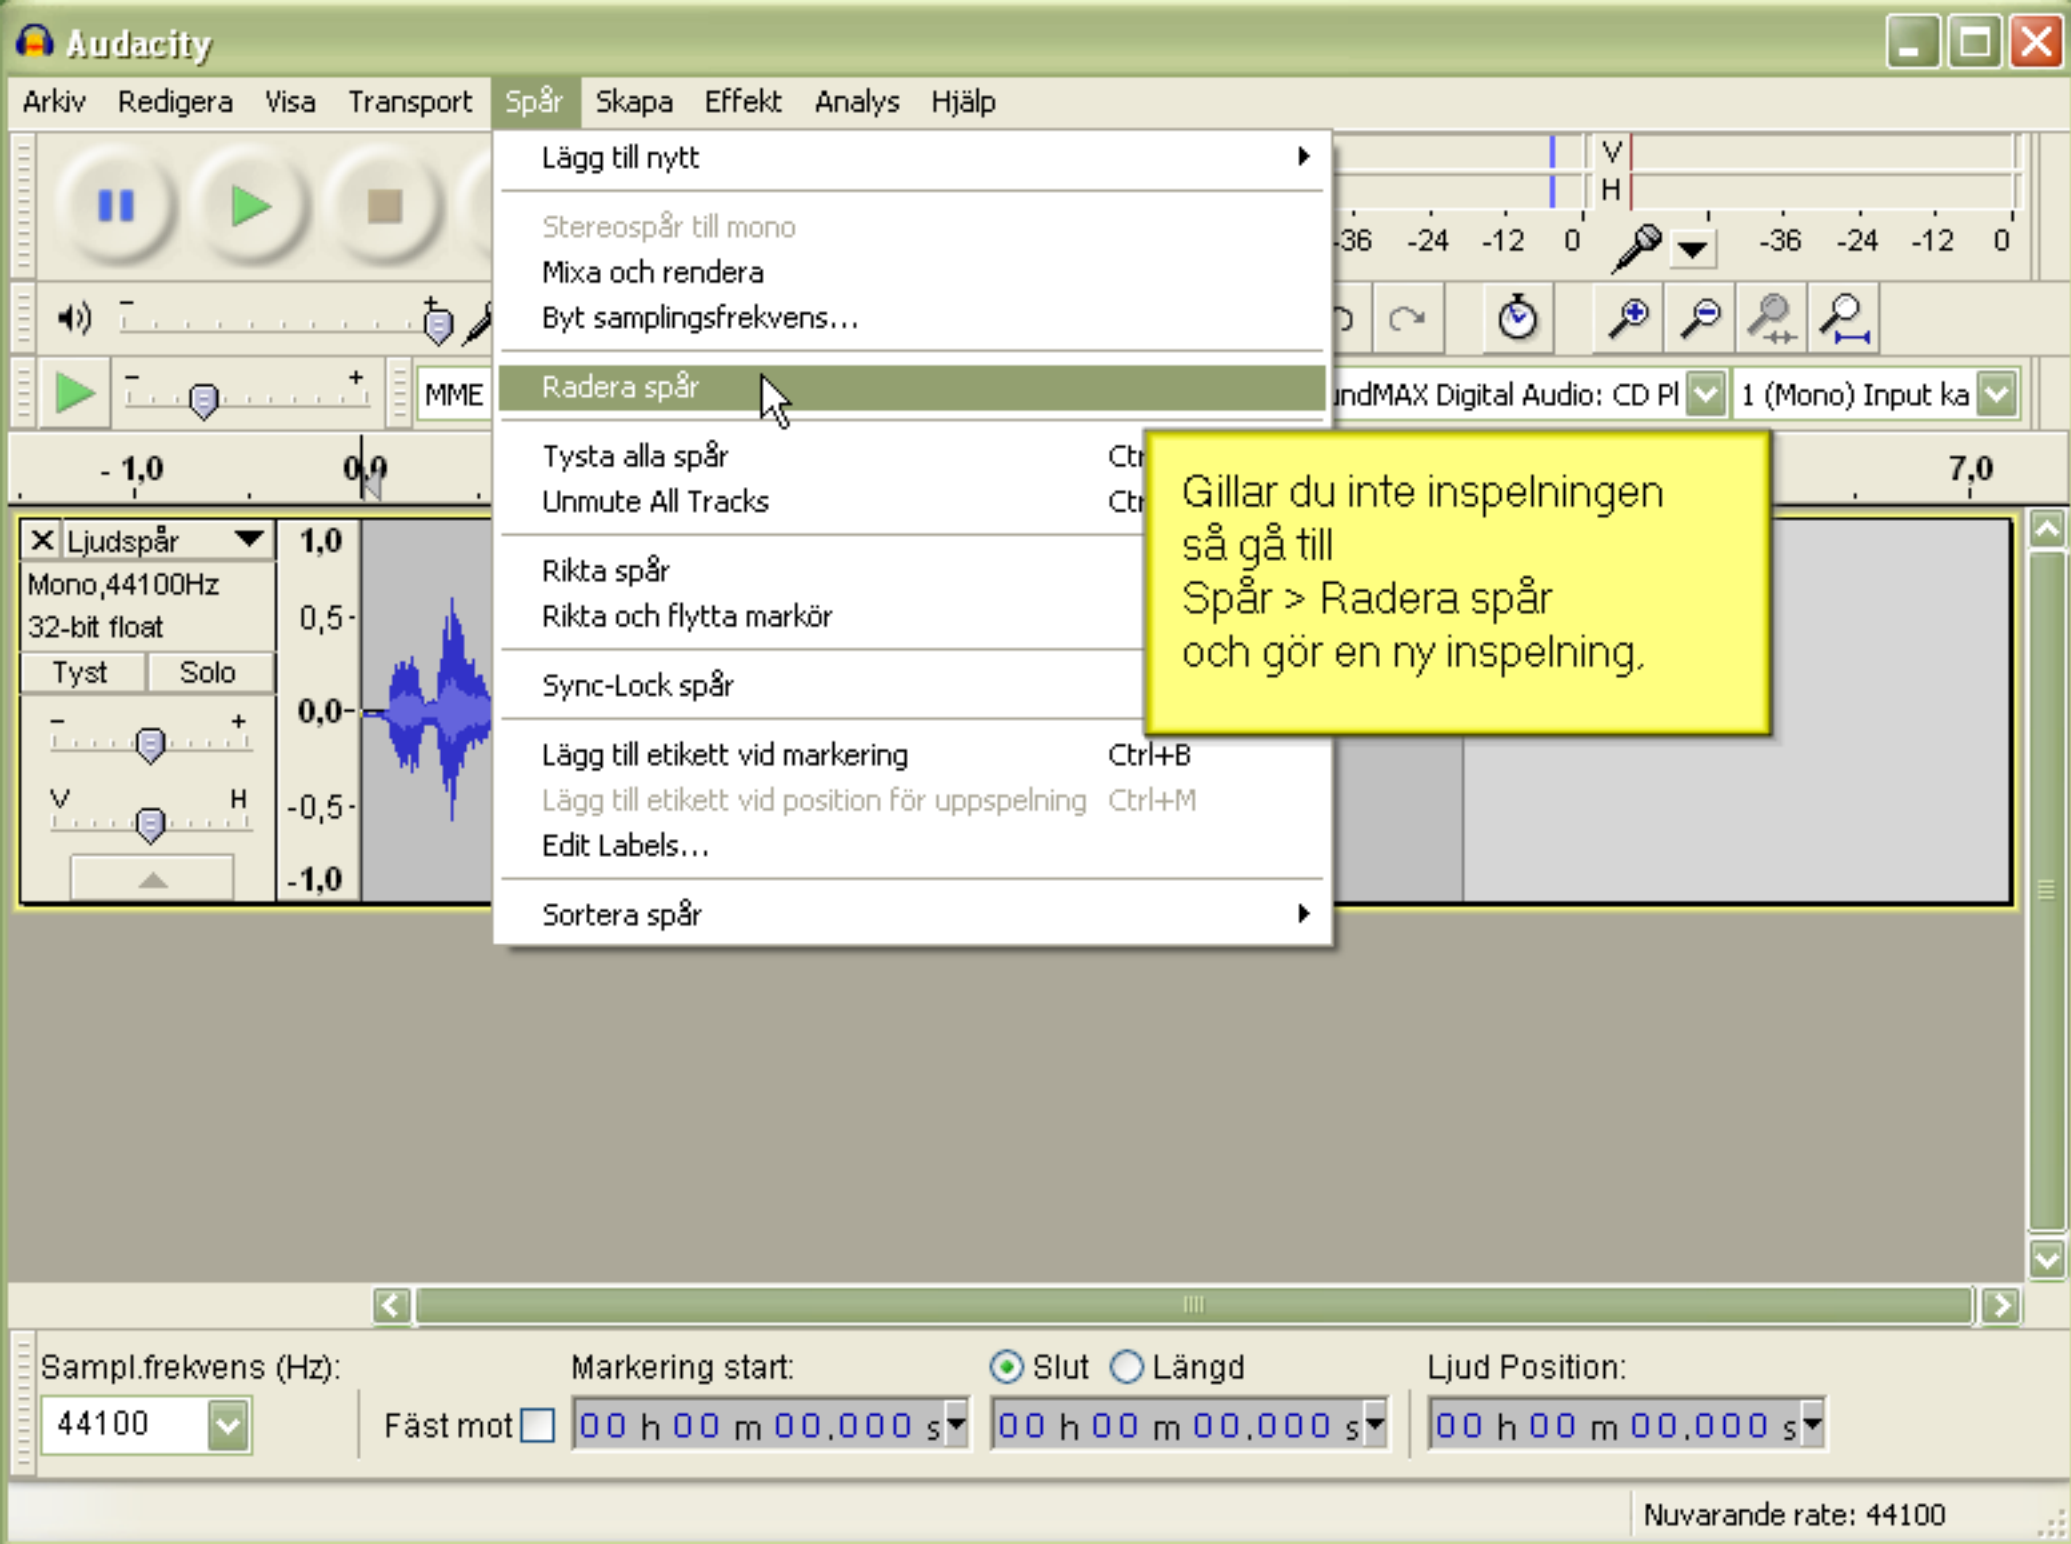 Audacity
Arkiv Redigera Visa Transport Spår Skapa Effekt Analys Hjälp
Lägg till nytt
Stereospår till mono
Mixa och rendera
Byt samplingsfrekvens...
Radera spår
Tysta alla spår Ctr
Unmute All Tracks Ctr
Rikta spår
Rikta och flytta markör
Sync-Lock spår
Lägg till etikett vid markering Ctrl+B
Lägg till etikett vid position för uppspelning Ctrl+M
Edit Labels...
Sortera spår
V
H
-36 -24 -12 0 -36 -24 -12 0
- +
- + MME undMAX Digital Audio: CD Pl 1 (Mono) Input ka
- 1,0 0,0 7,0
Gillar du inte inspelningen
så gå till
Spår > Radera spår
och gör en ny inspelning,
X Ljudspår 1,0
Mono,44100Hz
32-bit float 0,5-
Tyst Solo
- + 0,0-
V H -0,5-
-1,0
Sampl.frekvens (Hz): Markering start: Slut Längd Ljud Position:
44100 Fäst mot 00 h 00 m 00.000 s 00 h 00 m 00.000 s 00 h 00 m 00.000 s
Nuvarande rate: 44100